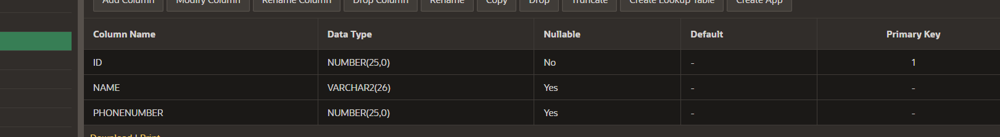 Add Column Modify Column Rename Column Drop Column Rename Copy Drop Truncate Create Lookup Table Create App
Column Name Data Type Nullable Default Primary Key
ID NUMBER(25,0) No - 1
NAME VARCHAR2(26) Yes - -
PHONENUMBER NUMBER(25,0) Yes - -
Download | Print